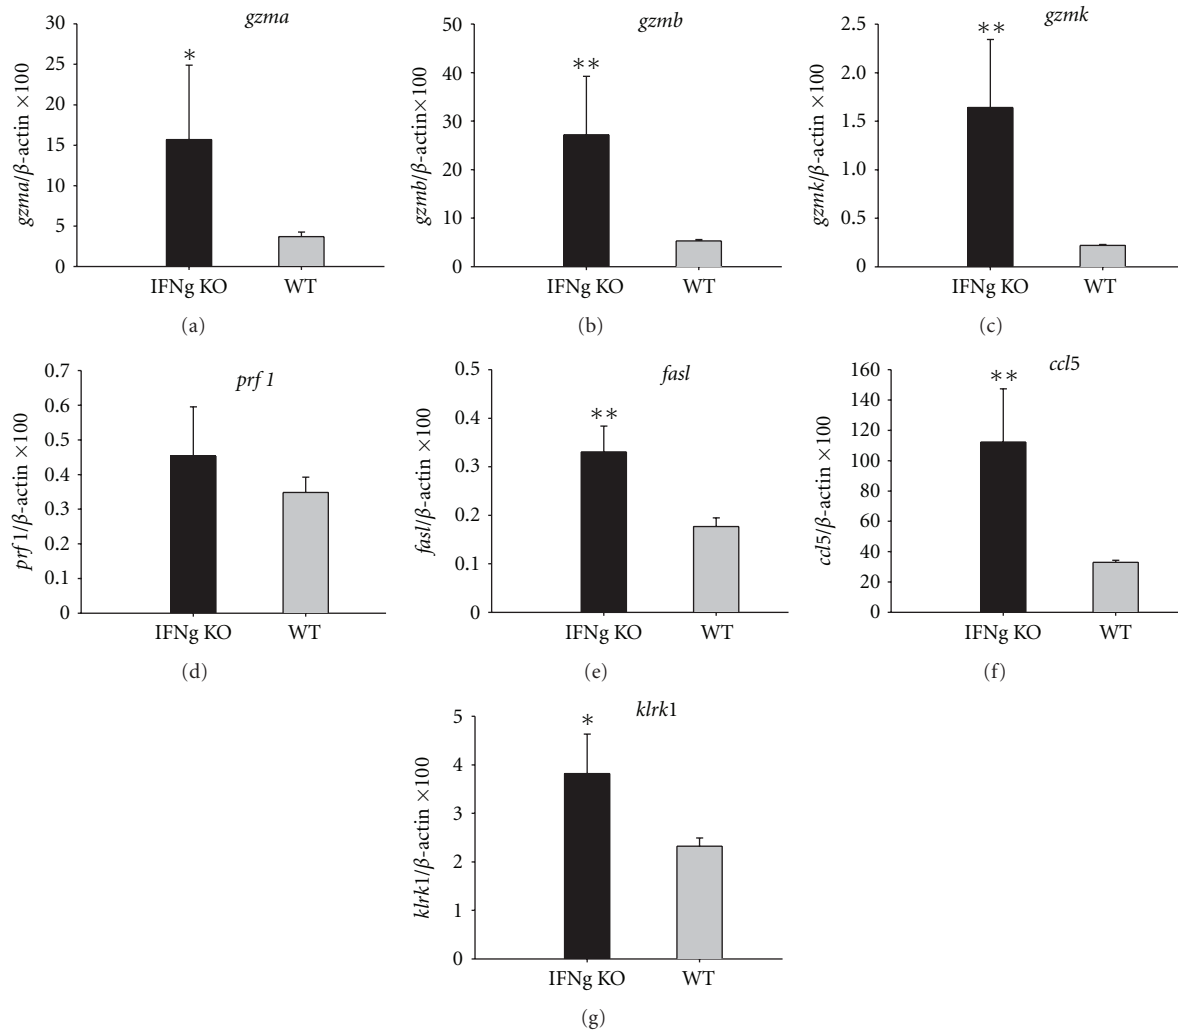 gzma
gzma/β-actin ×100
30
25
20
15
10
5
0
*
IFNg KO WT
(a)
gzmb
gzmb/β-actin×100
50
40
30
20
10
0
**
IFNg KO WT
(b)
gzmk
gzmk/β-actin ×100
2.5
2.0
1.5
1.0
0.5
0
**
IFNg KO WT
(c)
prf 1
prf 1/β-actin ×100
0.7
0.6
0.5
0.4
0.3
0.2
0.1
0
IFNg KO WT
(d)
fasl
fasl/β-actin ×100
0.5
0.4
0.3
0.2
0.1
0
**
IFNg KO WT
(e)
ccl5
ccl5/β-actin ×100
160
140
120
100
80
60
40
20
0
**
IFNg KO WT
(f)
klrk1
klrk1/β-actin ×100
5
4
3
2
1
0
*
IFNg KO WT
(g)